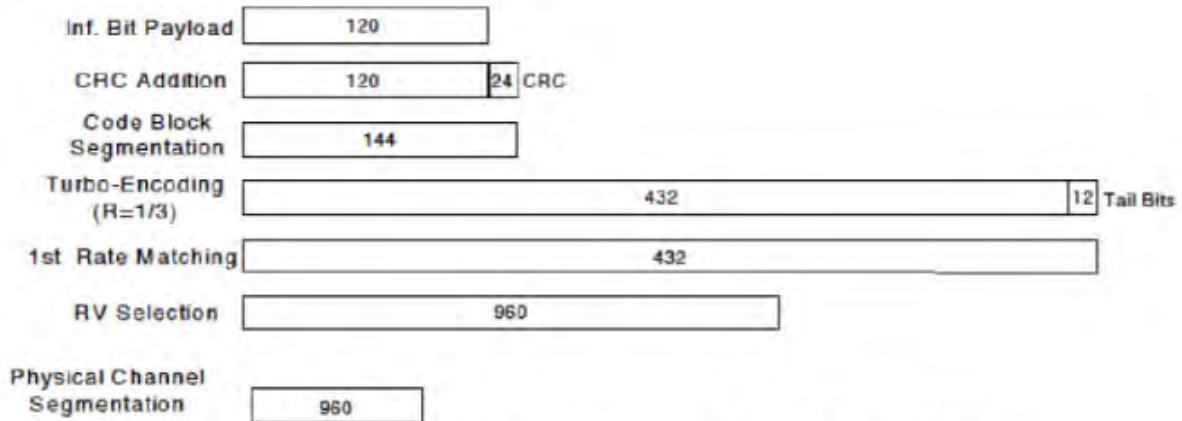 Inf. Bit Payload 120
CRC Addition 120 24 CRC
Code Block
Segmentation 144
Turbo-Encoding
(R=1/3) 432 12 Tail Bits
1st Rate Matching 432
RV Selection 960
Physical Channel
Segmentation 960